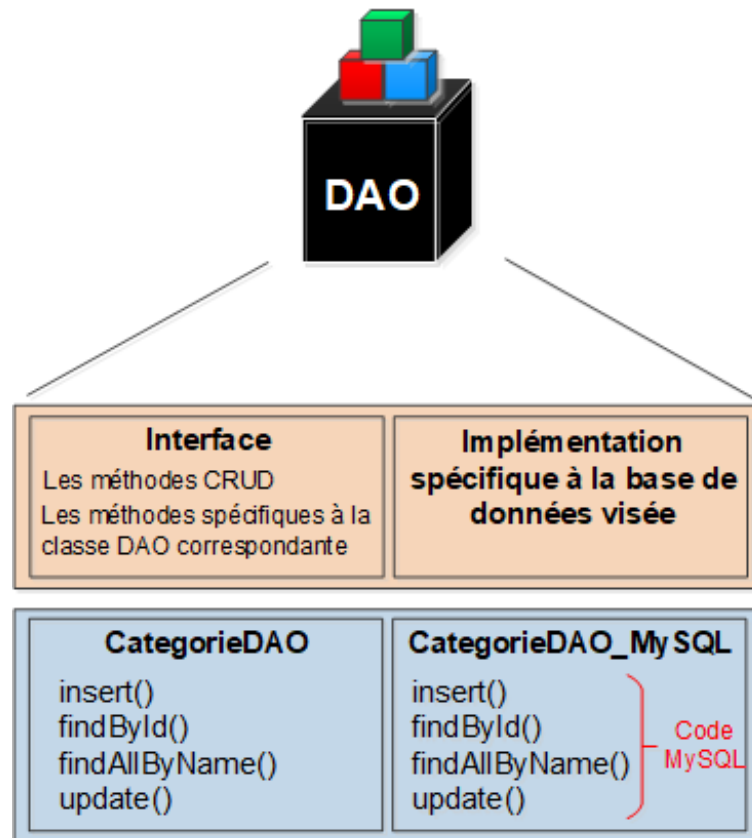 DAO
Interface
Les méthodes CRUD
Les méthodes spécifiques à la
classe DAO correspondante
Implémentation
spécifique à la base de
données visée
CategorieDAO
insert()
findById()
findAllByName()
update()
CategorieDAO_MySQL
insert()
findById()
findAllByName()
update()
Code
MySQL